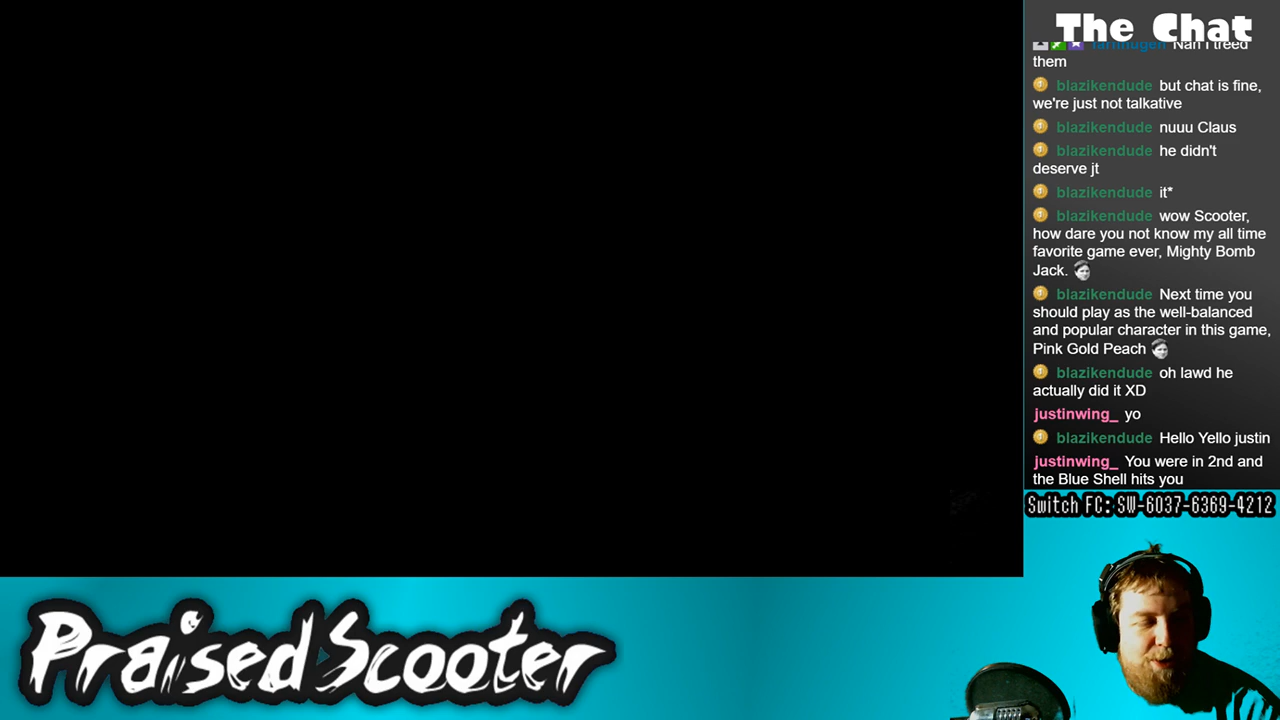 The Chat
Nah I treed
them
blazikendude but chat is fine,
we're just not talkative
blazikendude nuuu Claus
blazikendude he didn't
deserve jt
blazikendude it*
blazikendude wow Scooter,
how dare you not know my all time
favorite game ever, Mighty Bomb
Jack.
blazikendude Next time you
should play as the well-balanced
and popular character in this game,
Pink Gold Peach
blazikendude oh lawd he
actually did it XD
justinwing_ yo
blazikendude Hello Yello justin
justinwing_ You were in 2nd and
the Blue Shell hits you
Switch FC: SW-6037-6369-4212
PraisedScooter